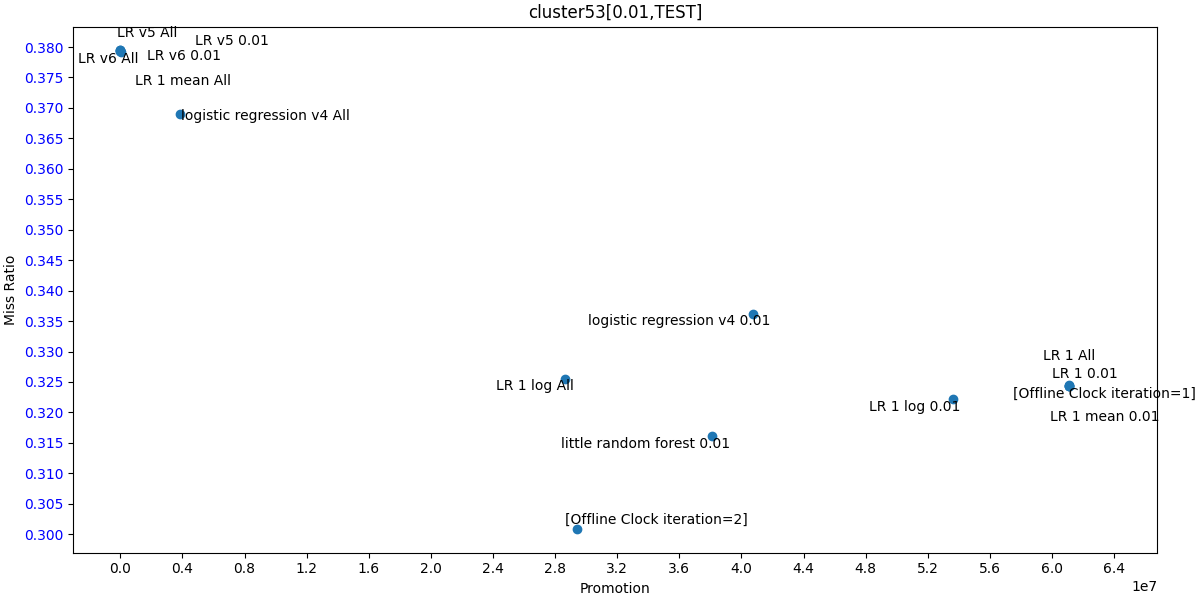 cluster53[0.01,TEST]
LR v5 All
LR v5 0.01
LR v6 All
LR v6 0.01
LR 1 mean All
logistic regression v4 All
logistic regression v4 0.01
LR 1 All
LR 1 0.01
[Offline Clock iteration=1]
LR 1 mean 0.01
LR 1 log All
LR 1 log 0.01
little random forest 0.01
[Offline Clock iteration=2]
Miss Ratio
0.380
0.375
0.370
0.365
0.360
0.355
0.350
0.345
0.340
0.335
0.330
0.325
0.320
0.315
0.310
0.305
0.300
0.0 0.4 0.8 1.2 1.6 2.0 2.4 2.8 3.2 3.6 4.0 4.4 4.8 5.2 5.6 6.0 6.4
1e7
Promotion